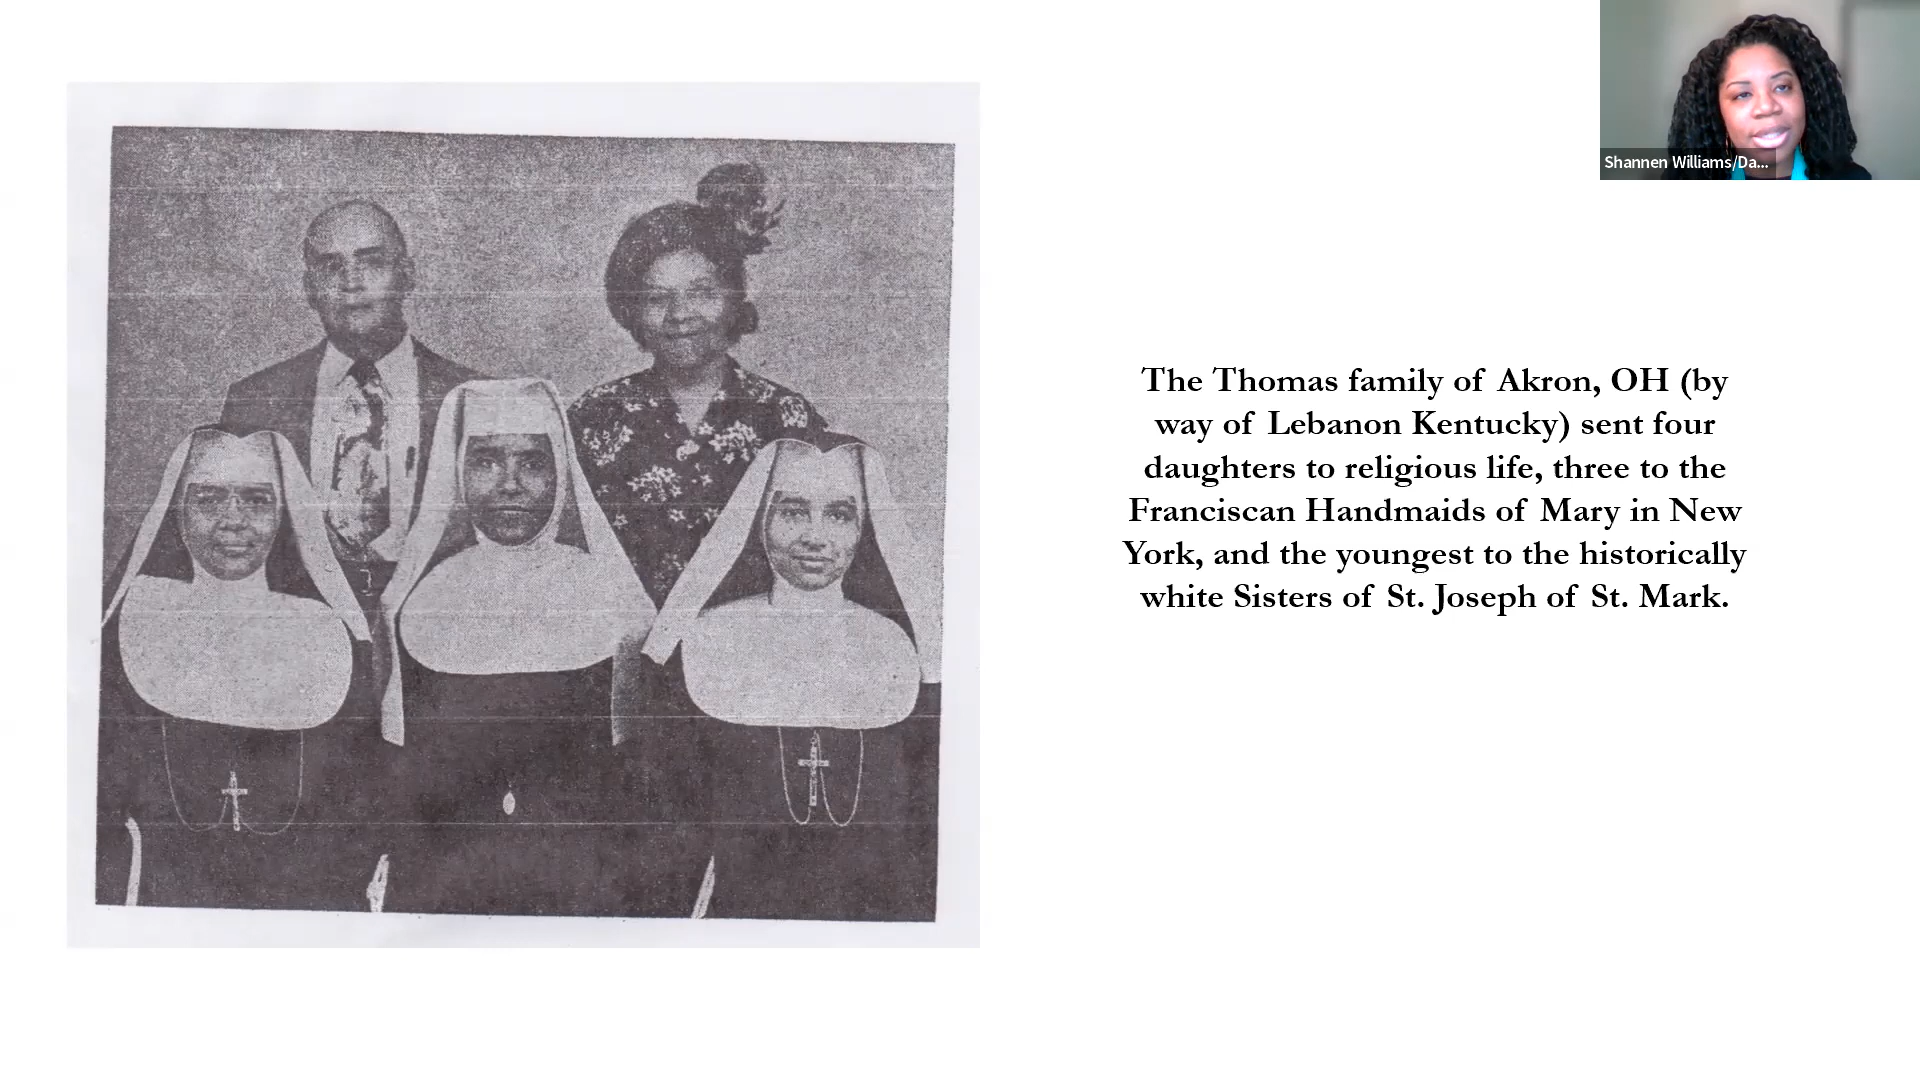 Shannen Williams/Da...
The Thomas family of Akron, OH (by
way of Lebanon Kentucky) sent four
daughters to religious life, three to the
Franciscan Handmaids of Mary in New
York, and the youngest to the historically
white Sisters of St. Joseph of St. Mark.